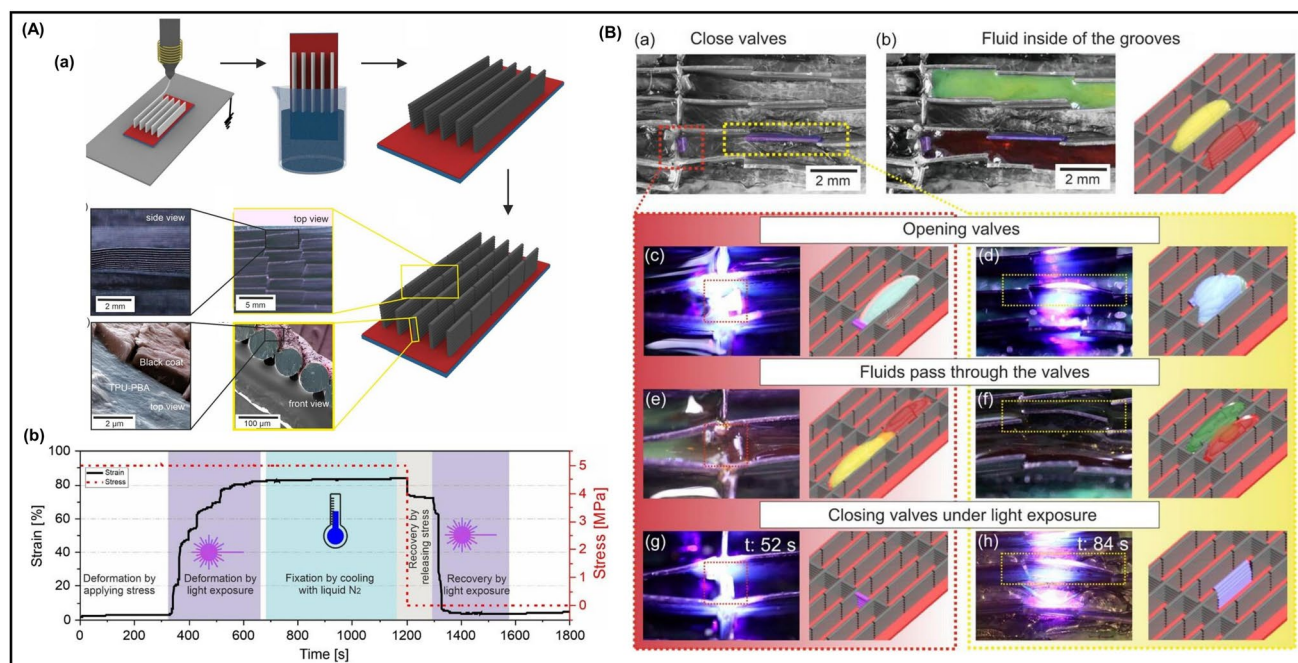 (A)
(a)
)
side view
2 mm
top view
5 mm
)
Black coat
TPU-PBA
top view
2 µm
front view
100 µm
(b)
100
80
60
40
20
0
Strain [%]
Strain
Stress
Deformation by
applying stress
Deformation by
light exposure
Fixation by cooling
with liquid N2
Recovery by
releasing stress
Recovery by
light exposure
5
4
3
2
1
0
Stress [MPa]
0 200 400 600 800 1000 1200 1400 1600 1800
Time [s]
(B)
(a)
Close valves
2 mm
(b)
Fluid inside of the grooves
2 mm
Opening valves
(c)
(d)
Fluids pass through the valves
(e)
(f)
Closing valves under light exposure
(g)
t: 52 s
(h)
t: 84 s